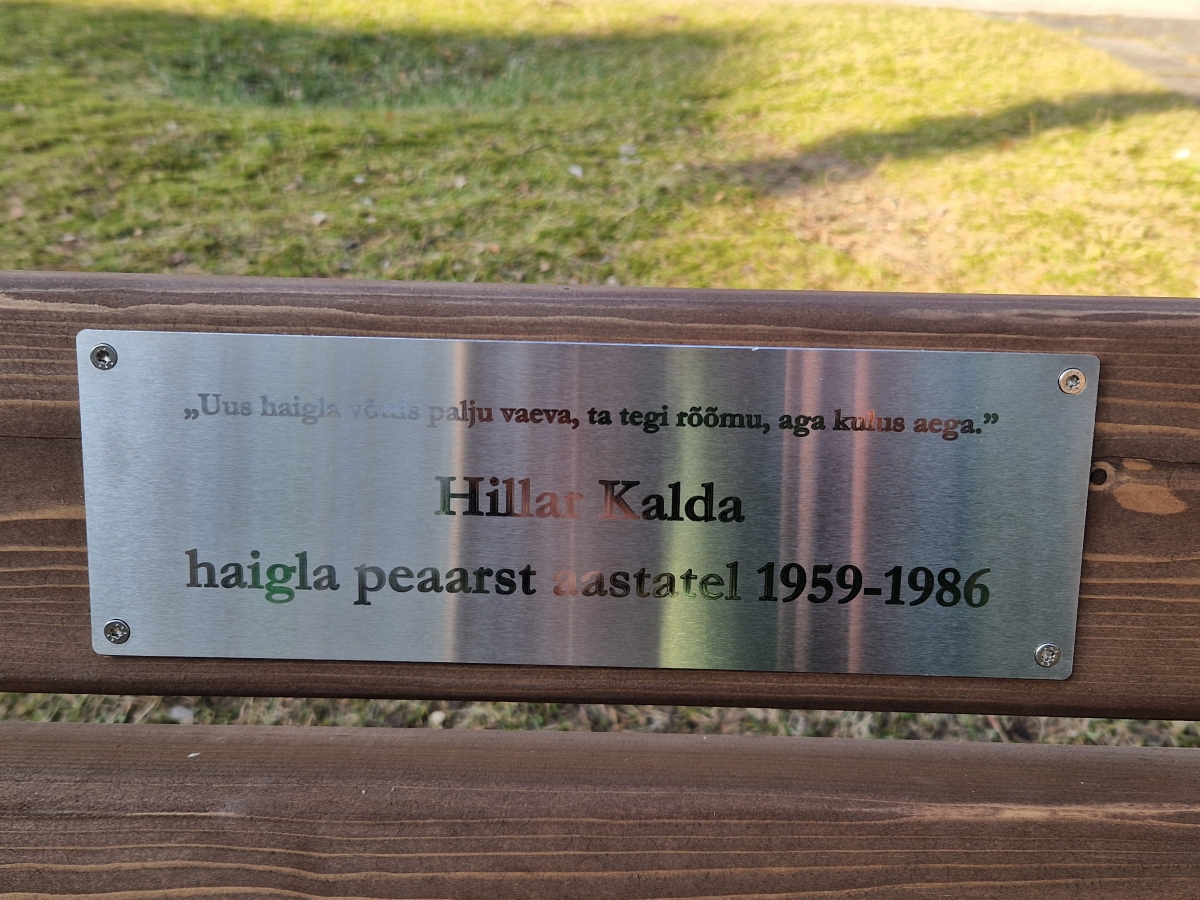 „Uus haigla võttis palju vaeva, ta tegi rõõmu, aga kulus aega.”
Hillar Kalda
haigla peaarst aastatel 1959-1986